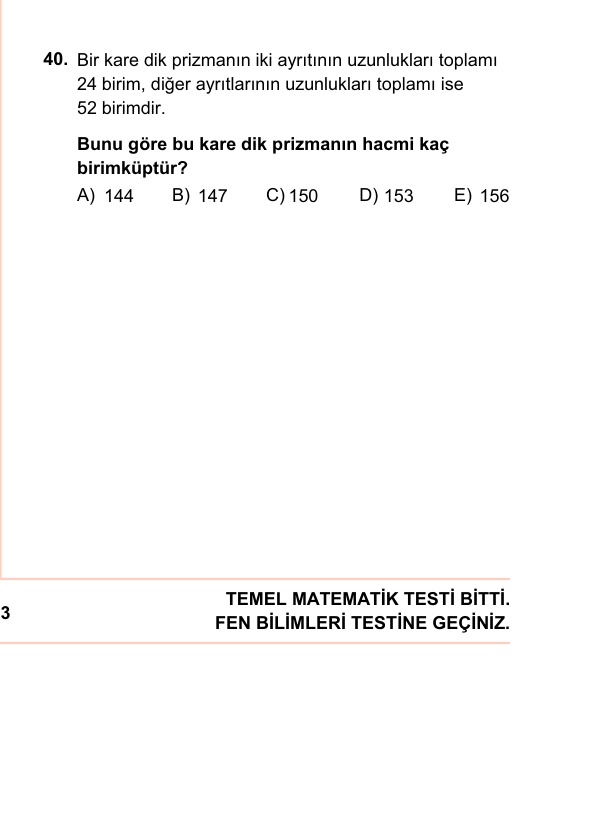 40. Bir kare dik prizmanın iki ayrıtının uzunlukları toplamı
24 birim, diğer ayrıtlarının uzunlukları toplamı ise
52 birimdir.
Bunu göre bu kare dik prizmanın hacmi kaç
birimküptür?
A) 144 B) 147 C) 150 D) 153 E) 156
3
TEMEL MATEMATİK TESTİ BİTTİ.
FEN BİLİMLERİ TESTİNE GEÇİNİZ.